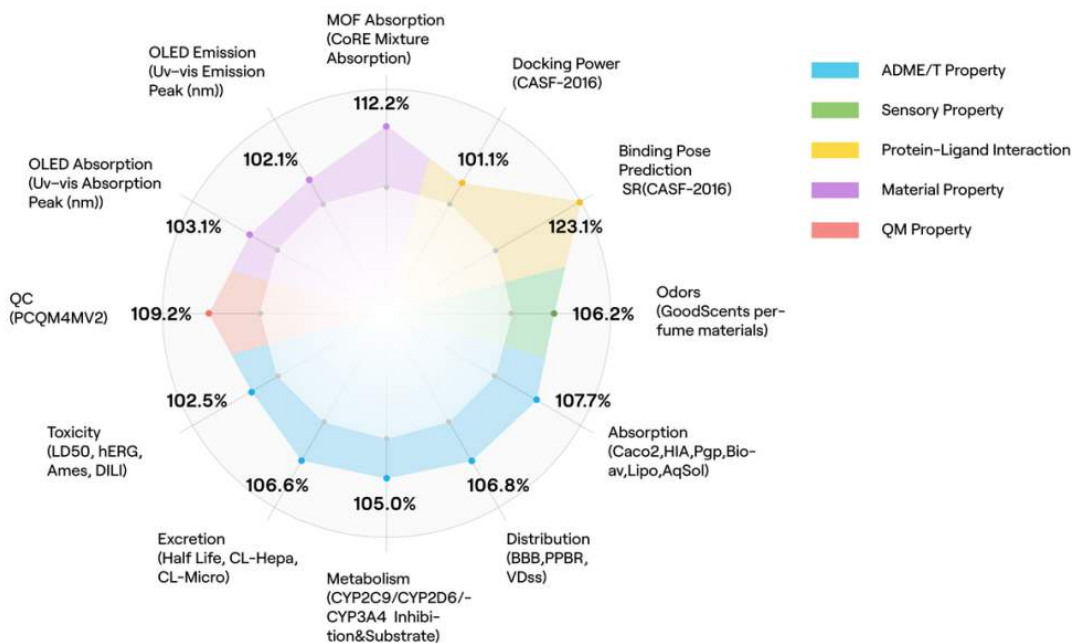 MOF Absorption
(CoRE Mixture
Absorption)
112.2%
Docking Power
(CASF-2016)
101.1%
Binding Pose
Prediction
SR(CASF-2016)
123.1%
Odors
(GoodScents per-
fume materials)
106.2%
Absorption
(Caco2,HIA,Pgp,Bio-
av,Lipo,AqSol)
107.7%
Distribution
(BBB,PPBR,
VDss)
106.8%
Metabolism
(CYP2C9/CYP2D6/-
CYP3A4 Inhibi-
tion&Substrate)
105.0%
Excretion
(Half Life, CL-Hepa,
CL-Micro)
106.6%
Toxicity
(LD50, hERG,
Ames, DILI)
102.5%
QC
(PCQM4MV2)
109.2%
OLED Absorption
(Uv-vis Absorption
Peak (nm))
103.1%
OLED Emission
(Uv-vis Emission
Peak (nm))
102.1%
ADME/T Property
Sensory Property
Protein-Ligand Interaction
Material Property
QM Property